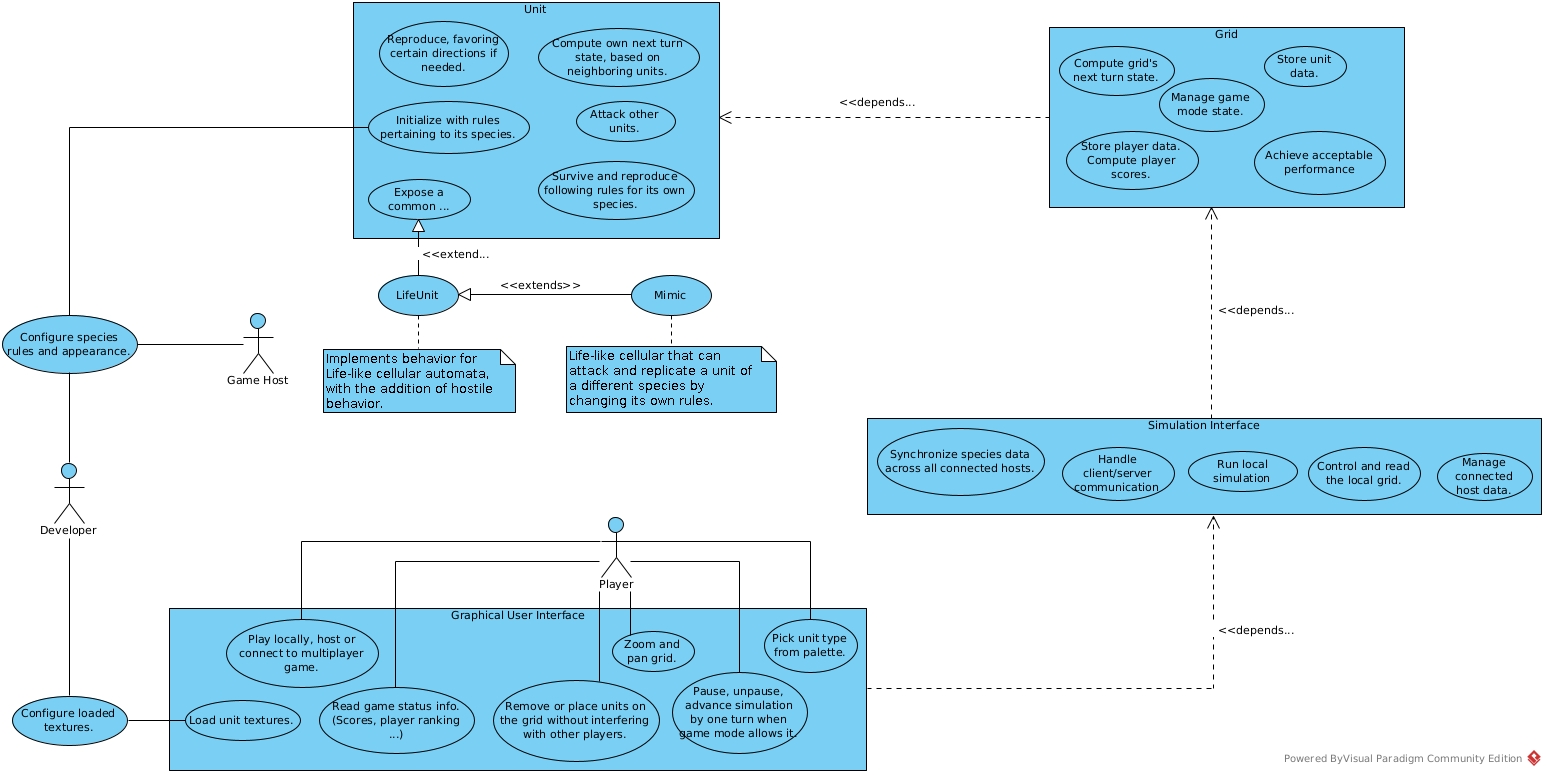 Unit
Reproduce, favoring
certain directions if
needed.
Compute own next turn
state, based on
neighboring units.
Initialize with rules
pertaining to its species.
Attack other
units.
Expose a
common ...
Survive and reproduce
following rules for its own
species.
<<depends...
Grid
Compute grid's
next turn state.
Store unit
data.
Manage game
mode state.
Store player data.
Compute player
scores.
Achieve acceptable
performance
<<extend...
LifeUnit
<<extends>>
Mimic
Implements behavior for
Life-like cellular automata,
with the addition of hostile
behavior.
Life-like cellular that can
attack and replicate a unit of
a different species by
changing its own rules.
Configure species
rules and appearance.
Game Host
<<depends...
Simulation Interface
Synchronize species data
across all connected hosts.
Handle
client/server
communication
Run local
simulation
Control and read
the local grid.
Manage
connected
host data.
Developer
Player
<<depends...
Graphical User Interface
Play locally, host or
connect to multiplayer
game.
Zoom and
pan grid.
Pick unit type
from palette.
Configure loaded
textures.
Load unit textures.
Read game status info.
(Scores, player ranking
...)
Remove or place units on
the grid without interfering
with other players.
Pause, unpause,
advance simulation
by one turn when
game mode allows it.
Powered ByVisual Paradigm Community Edition